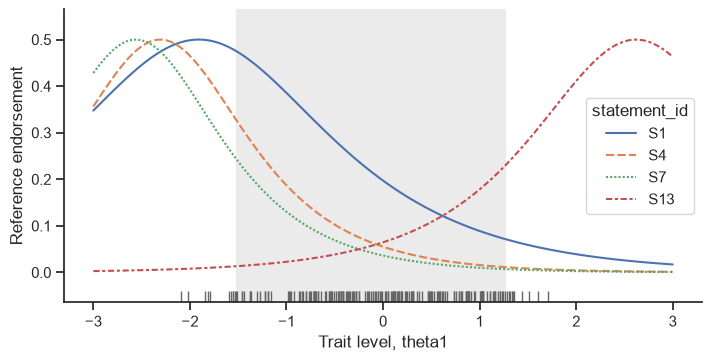 0.5
0.4
0.3
0.2
0.1
0.0
Reference endorsement
statement_id
S1
S4
S7
S13
−3 −2 −1 0 1 2 3
Trait level, theta1